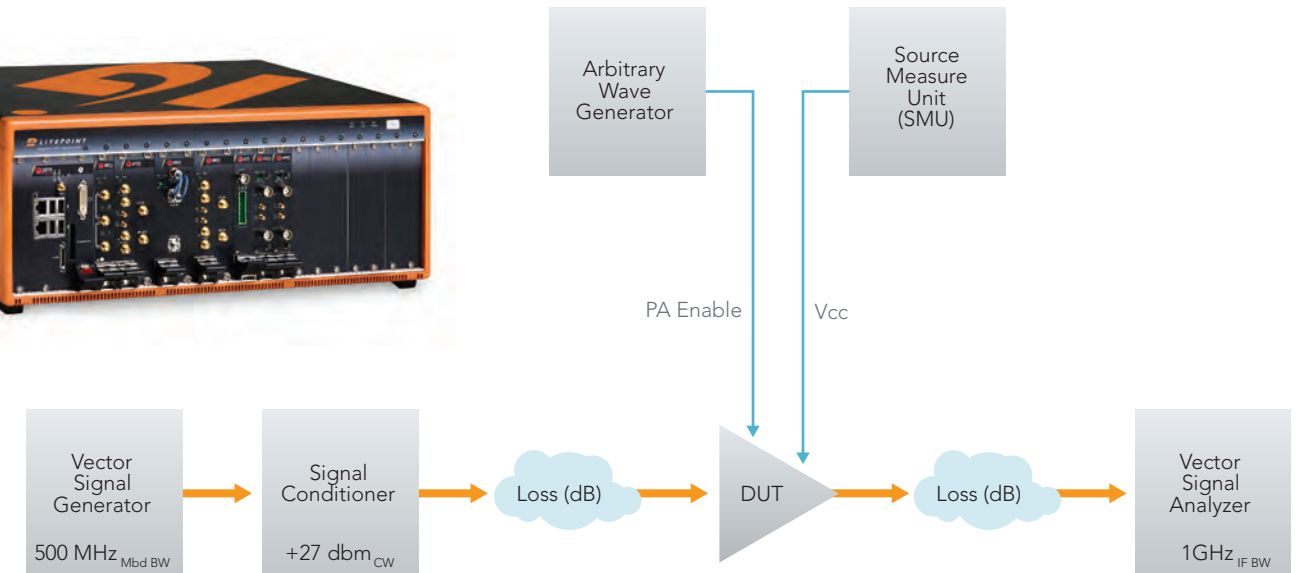 LITEPOINT
Arbitrary
Wave
Generator
Source
Measure
Unit
(SMU)
PA Enable
Vcc
Vector
Signal
Generator
500 MHz Mbd BW
Signal
Conditioner
+27 dbm CW
Loss (dB)
DUT
Loss (dB)
Vector
Signal
Analyzer
1GHz IF BW